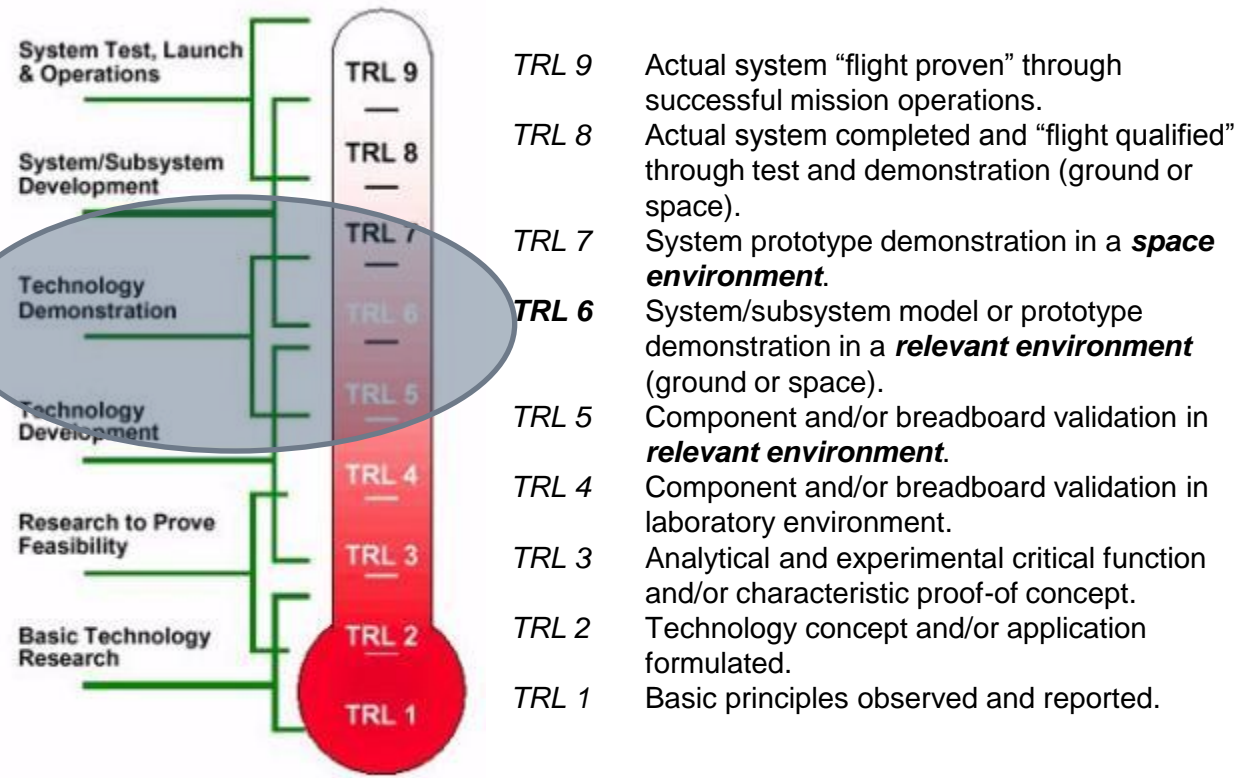 System Test, Launch
& Operations
System/Subsystem
Development
Technology
Demonstration
Technology
Development
Research to Prove
Feasibility
Basic Technology
Research
TRL 9
TRL 8
TRL 7
TRL 6
TRL 5
TRL 4
TRL 3
TRL 2
TRL 1
TRL 9 Actual system “flight proven” through
successful mission operations.
TRL 8 Actual system completed and “flight qualified”
through test and demonstration (ground or
space).
TRL 7 System prototype demonstration in a space
environment.
TRL 6 System/subsystem model or prototype
demonstration in a relevant environment
(ground or space).
TRL 5 Component and/or breadboard validation in
relevant environment.
TRL 4 Component and/or breadboard validation in
laboratory environment.
TRL 3 Analytical and experimental critical function
and/or characteristic proof-of concept.
TRL 2 Technology concept and/or application
formulated.
TRL 1 Basic principles observed and reported.